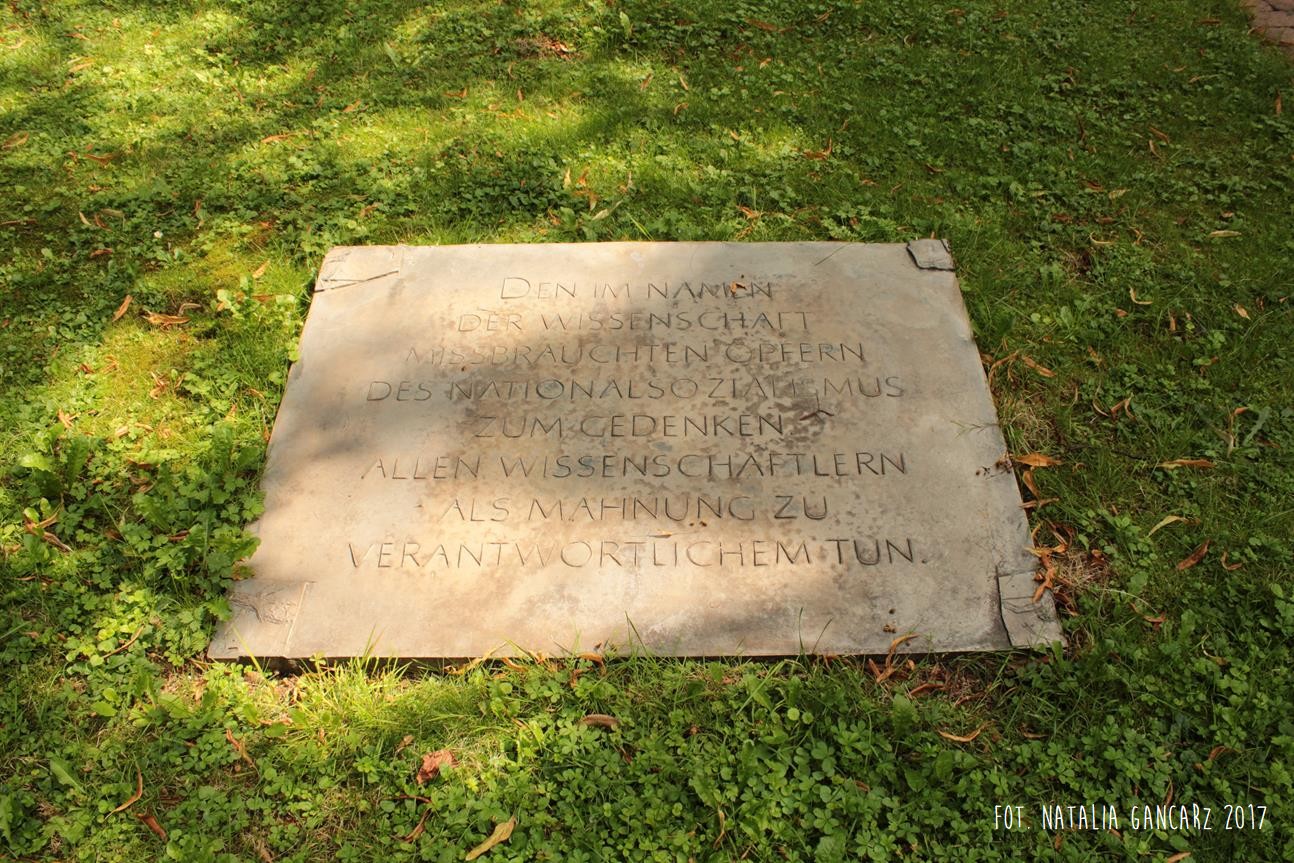 DEN IM NAMEN
DER WISSENSCHAFT
MISSBRAUCHTEN OPFERN
DES NATIONALSOZIALISMUS
ZUM GEDENKEN
ALLEN WISSENSCHAFTLERN
ALS MAHNUNG ZU
VERANTWORTLICHEM TUN.
FOT. NATALIA GANCARZ 2017